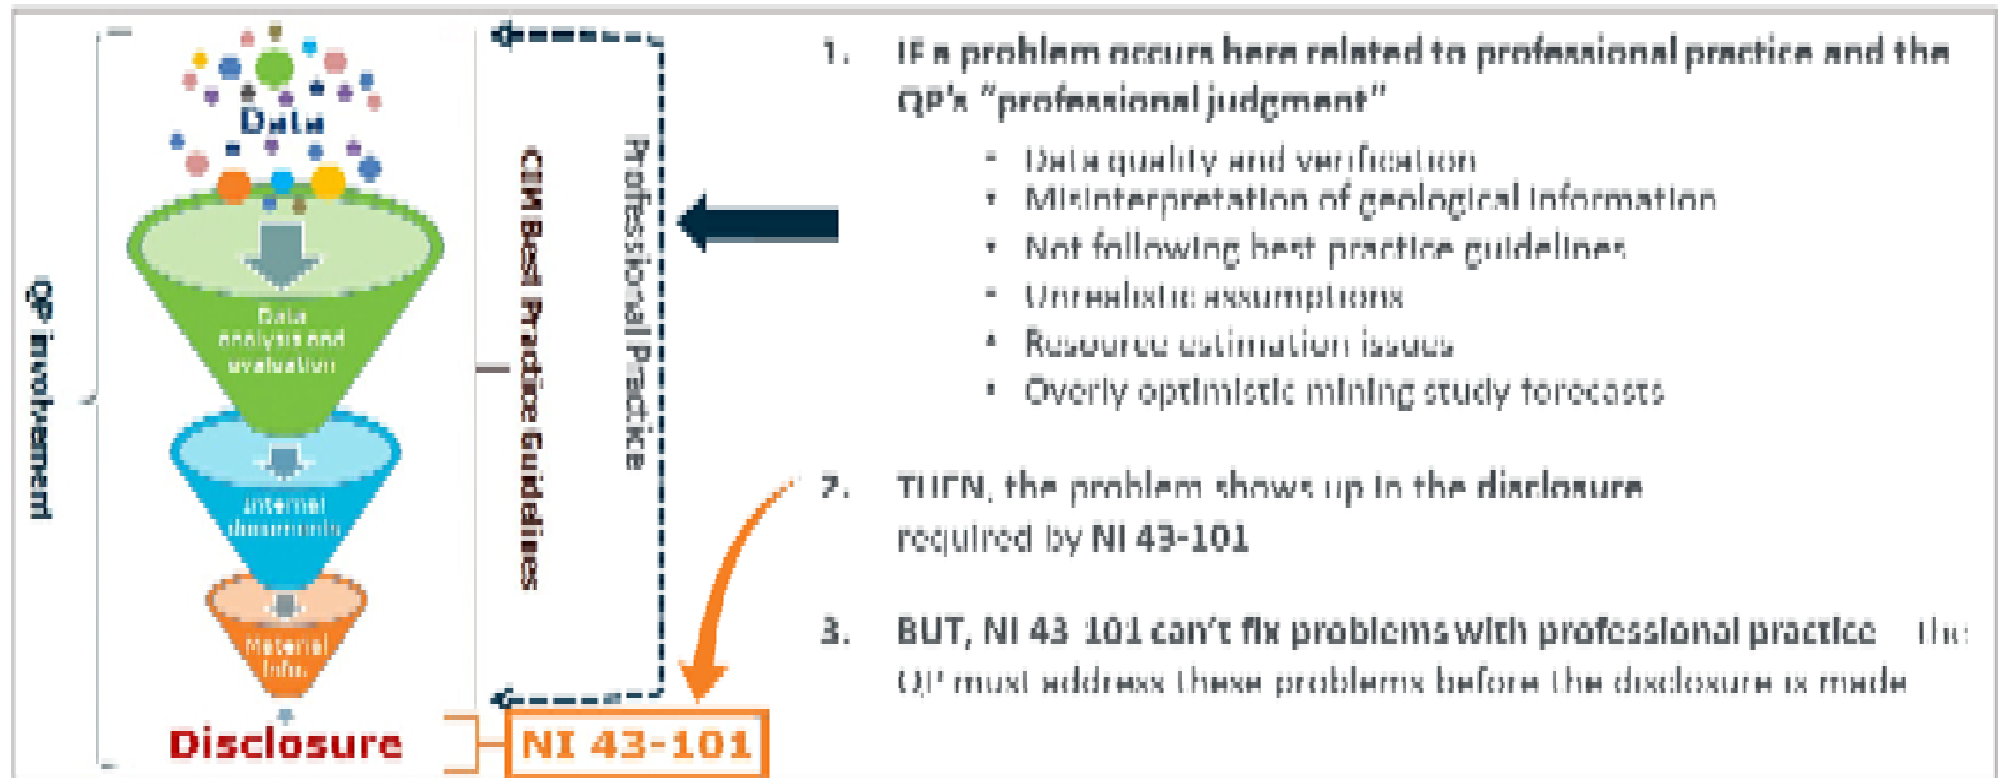 Data
Data
analysis and
evaluation
Internal
documents
Material
Info.
Disclosure
QP involvement
CIM Best Practice Guidelines
Professional Practice
NI 43-101
1. IF a problem occurs here related to professional practice and the
QP's "professional judgment"
• Data quality and verification
• Misinterpretation of geological information
• Not following best practice guidelines
• Unrealistic assumptions
• Resource estimation issues
• Overly optimistic mining study forecasts
2. THEN, the problem shows up in the disclosure
required by NI 43-101
3. BUT, NI 43-101 can't fix problems with professional practice – the
QP must address these problems before the disclosure is made